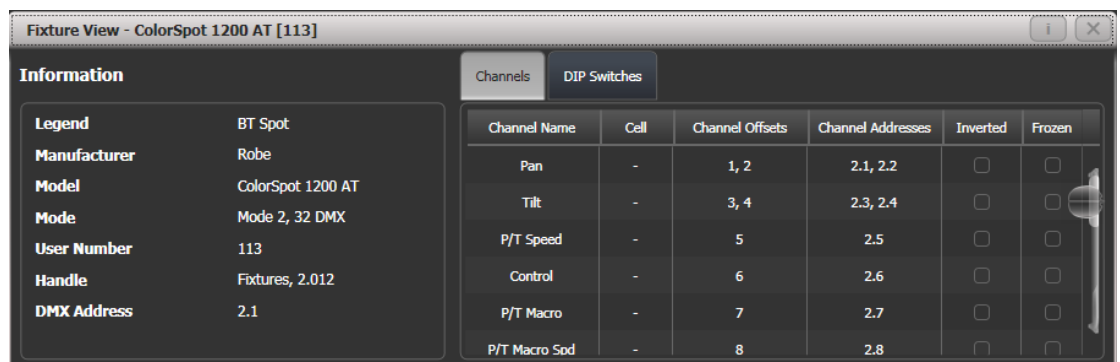 Fixture View - ColorSpot 1200 AT [113] i
Information
Legend BT Spot
Manufacturer Robe
Model ColorSpot 1200 AT
Mode Mode 2, 32 DMX
User Number 113
Handle Fixtures, 2.012
DMX Address 2.1
Channels DIP Switches
Channel Name Cell Channel Offsets Channel Addresses Inverted Frozen
Pan - 1, 2 2.1, 2.2
Tilt - 3, 4 2.3, 2.4
P/T Speed - 5 2.5
Control - 6 2.6
P/T Macro - 7 2.7
P/T Macro Spd - 8 2.8